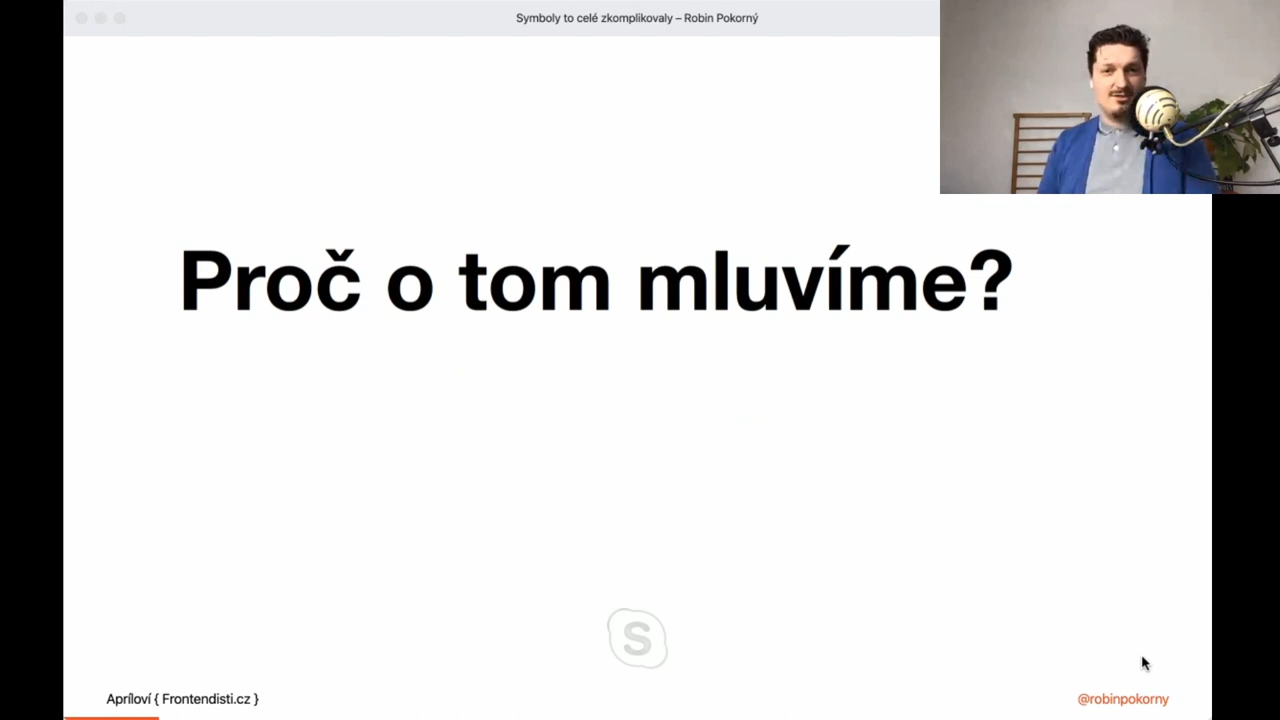 Symboly to celé zkomplikovaly – Robin Pokorný
Proč o tom mluvíme?
S
Apríloví { Frontendisti.cz }
@robinpokorny